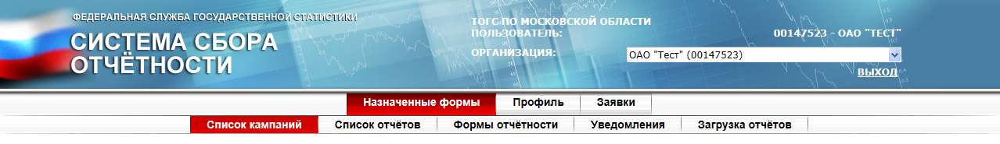 ФЕДЕРАЛЬНАЯ СЛУЖБА ГОСУДАРСТВЕННОЙ СТАТИСТИКИ
СИСТЕМА СБОРА
ОТЧЁТНОСТИ
ТОГС ПО МОСКОВСКОЙ ОБЛАСТИ
ПОЛЬЗОВАТЕЛЬ: 00147523 - ОАО "ТЕСТ"
ОРГАНИЗАЦИЯ: ОАО "Тест" (00147523)
ВЫХОД
Назначенные формы Профиль Заявки
Список кампаний Список отчётов Формы отчётности Уведомления Загрузка отчётов